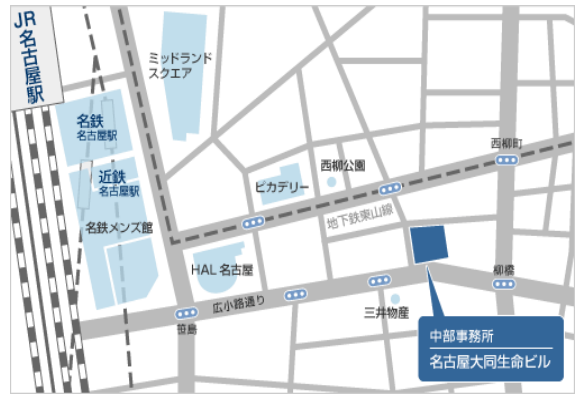 JR名古屋駅
ミッドランド
スクエア
名鉄
名古屋駅
西柳町
西柳公園
近鉄
名古屋駅
ピカデリー
名鉄メンズ館
地下鉄東山線
HAL名古屋
柳橋
広小路通り
三井物産
笹島
中部事務所
名古屋大同生命ビル